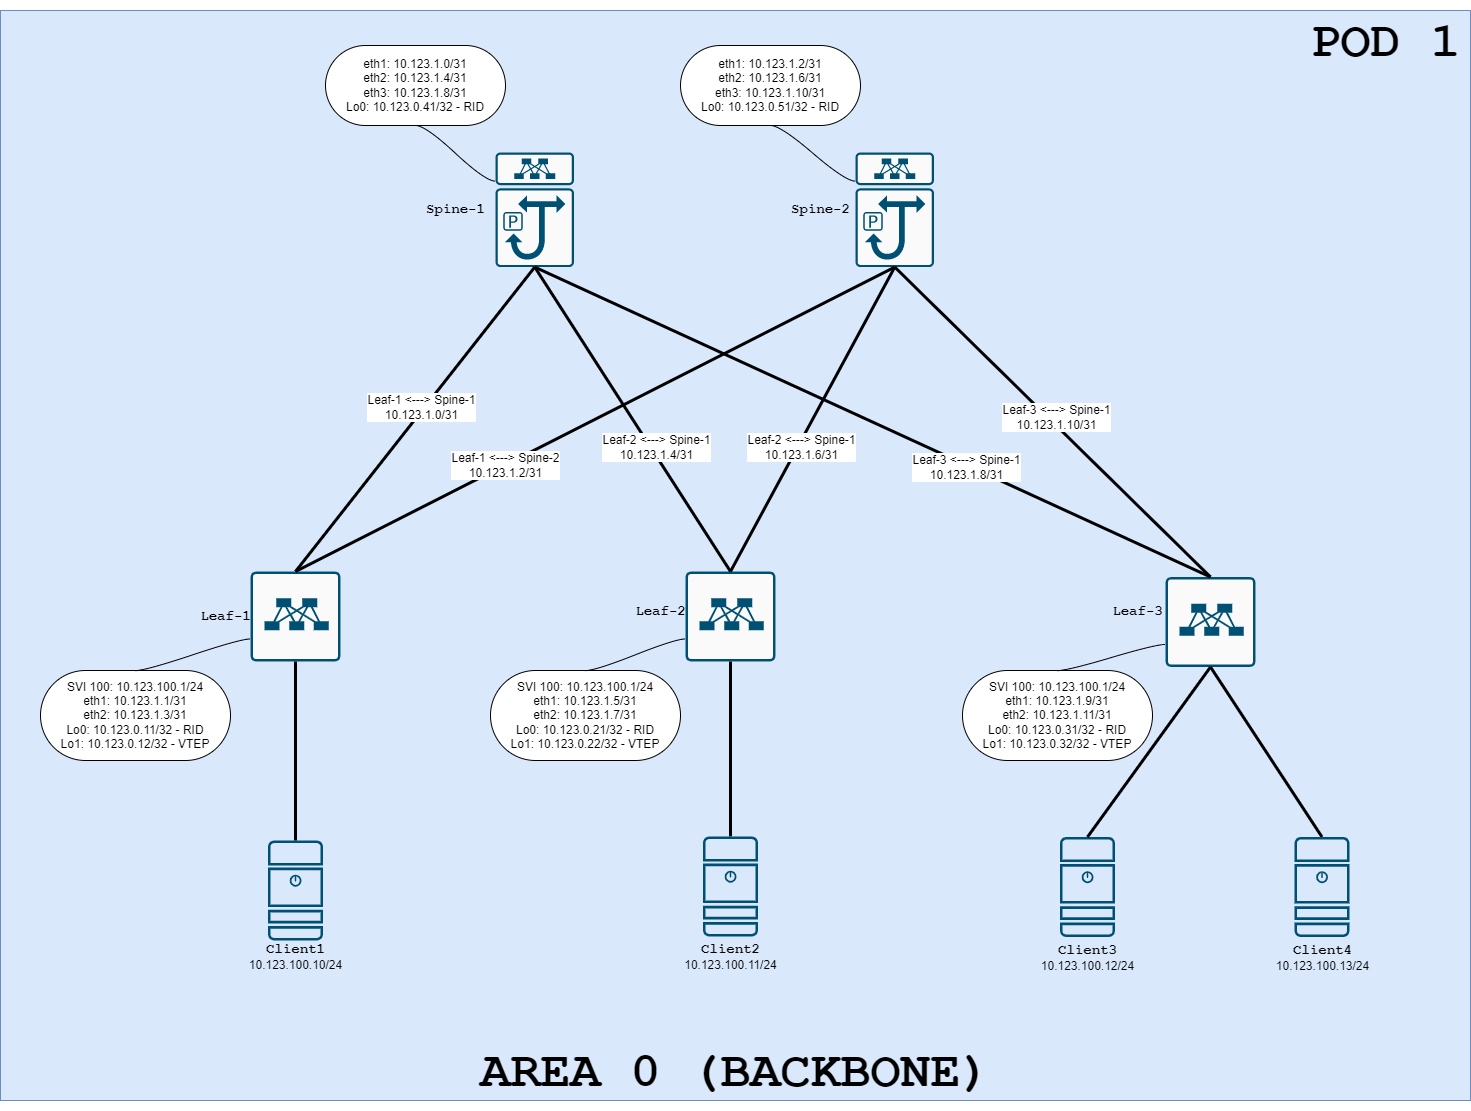 POD 1
eth1: 10.123.1.0/31
eth2: 10.123.1.4/31
eth3: 10.123.1.8/31
Lo0: 10.123.0.41/32 - RID
eth1: 10.123.1.2/31
eth2: 10.123.1.6/31
eth3: 10.123.1.10/31
Lo0: 10.123.0.51/32 - RID
Spine-1
P
Spine-2
P
Leaf-1 <---> Spine-1
10.123.1.0/31
Leaf-1 <---> Spine-2
10.123.1.2/31
Leaf-2 <---> Spine-1
10.123.1.4/31
Leaf-2 <---> Spine-1
10.123.1.6/31
Leaf-3 <---> Spine-1
10.123.1.8/31
Leaf-3 <---> Spine-1
10.123.1.10/31
Leaf-1
Leaf-2
Leaf-3
SVI 100: 10.123.100.1/24
eth1: 10.123.1.1/31
eth2: 10.123.1.3/31
Lo0: 10.123.0.11/32 - RID
Lo1: 10.123.0.12/32 - VTEP
SVI 100: 10.123.100.1/24
eth1: 10.123.1.5/31
eth2: 10.123.1.7/31
Lo0: 10.123.0.21/32 - RID
Lo1: 10.123.0.22/32 - VTEP
SVI 100: 10.123.100.1/24
eth1: 10.123.1.9/31
eth2: 10.123.1.11/31
Lo0: 10.123.0.31/32 - RID
Lo1: 10.123.0.32/32 - VTEP
Client1
10.123.100.10/24
Client2
10.123.100.11/24
Client3
10.123.100.12/24
Client4
10.123.100.13/24
AREA 0 (BACKBONE)